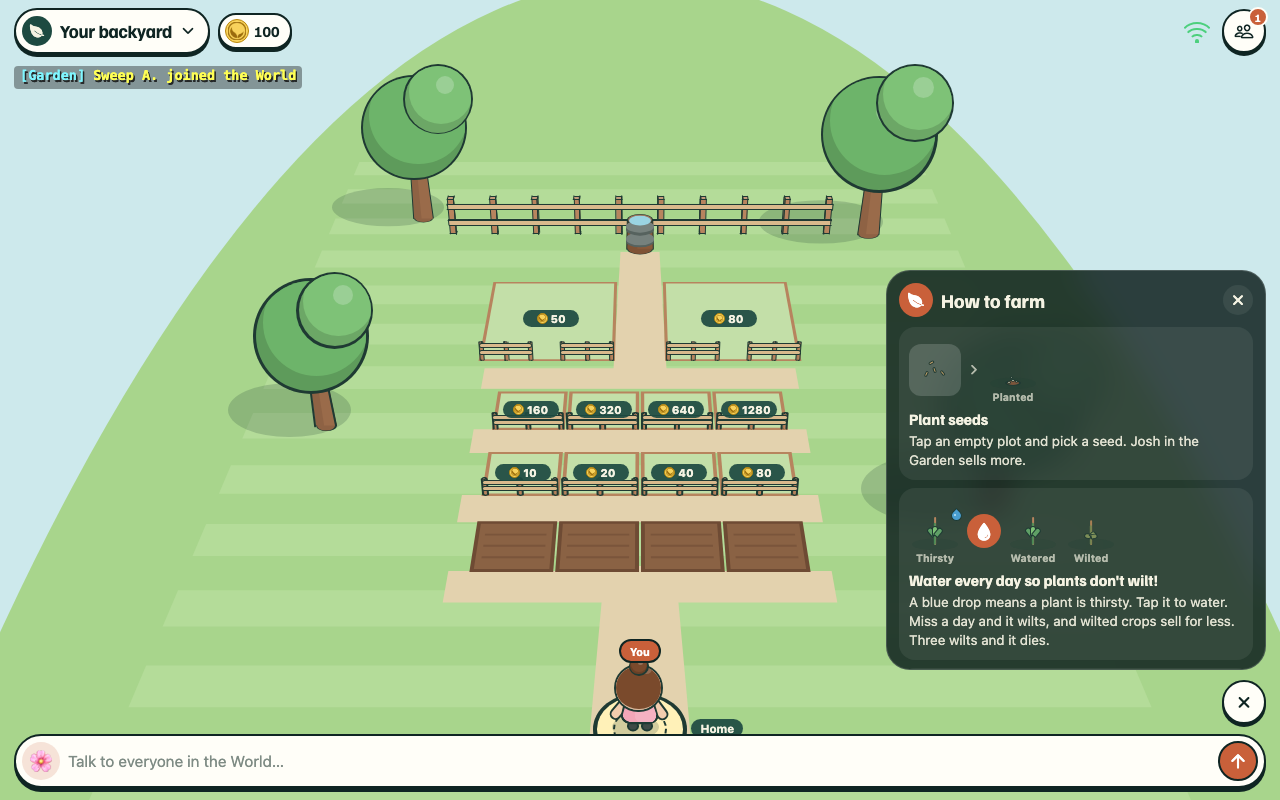 Your backyard
100
1
[Garden] Sweep A. joined the World
50
80
160
320
640
1280
10
20
40
80
You
Home
How to farm
Planted
Plant seeds
Tap an empty plot and pick a seed. Josh in the
Garden sells more.
Thirsty
Watered
Wilted
Water every day so plants don't wilt!
A blue drop means a plant is thirsty. Tap it to water.
Miss a day and it wilts, and wilted crops sell for less.
Three wilts and it dies.
Talk to everyone in the World...